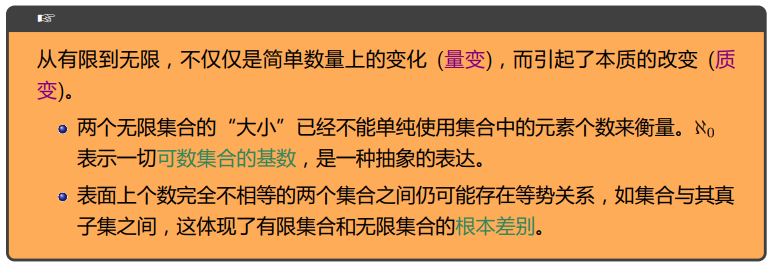 从有限到无限，不仅仅是简单数量上的变化 (量变)，而引起了本质的改变 (质
变)。
两个无限集合的“大小”已经不能单纯使用集合中的元素个数来衡量。ℵ₀
表示一切可数集合的基数，是一种抽象的表达。
表面上个数完全不相等的两个集合之间仍可能存在等势关系，如集合与其真
子集之间，这体现了有限集合和无限集合的根本差别。